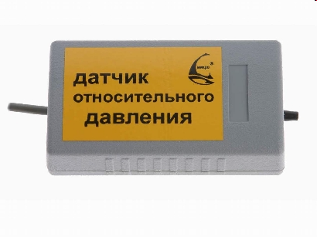 датчик
относительного
давления